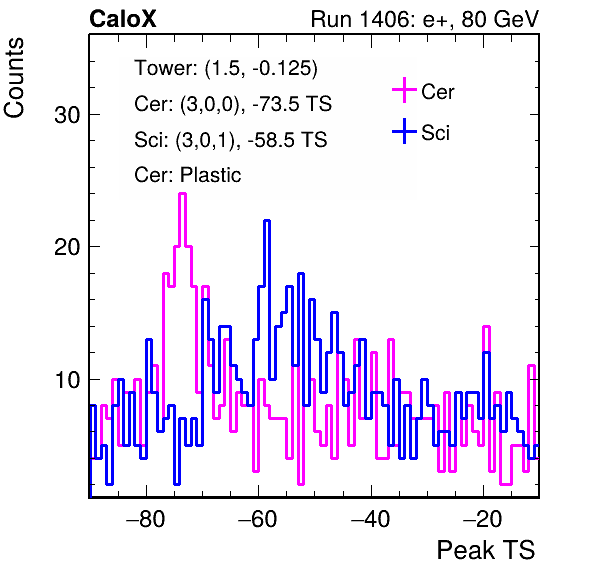 CaloX Run 1406: e+, 80 GeV
Counts
Tower: (1.5, -0.125)
Cer: (3,0,0), -73.5 TS
Sci: (3,0,1), -58.5 TS
Cer: Plastic
Cer
Sci
30
20
10
−80 −60 −40 −20
Peak TS